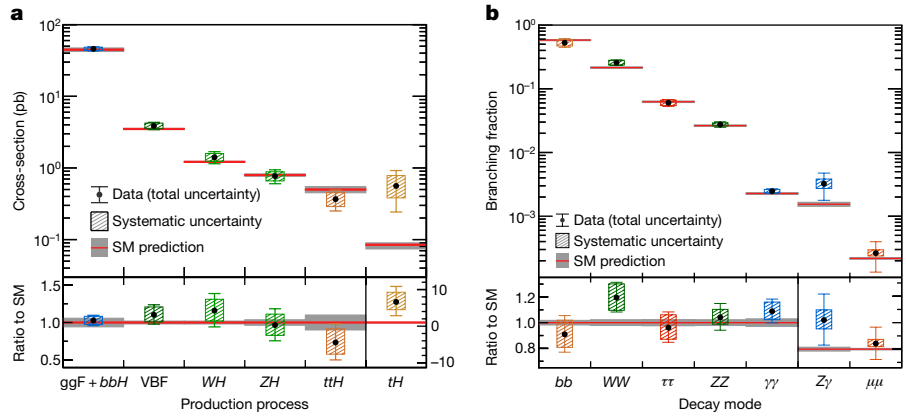 a
Cross-section (pb)
10²
10¹
10⁰
10⁻¹
Data (total uncertainty)
Systematic uncertainty
SM prediction
Ratio to SM
1.5
1.0
0.5
10
0
−10
ggF + bbH
VBF
WH
ZH
ttH
tH
Production process
b
Branching fraction
10⁰
10⁻¹
10⁻²
10⁻³
Data (total uncertainty)
Systematic uncertainty
SM prediction
Ratio to SM
1.2
1.0
0.8
bb
WW
ττ
ZZ
γγ
Zγ
μμ
Decay mode